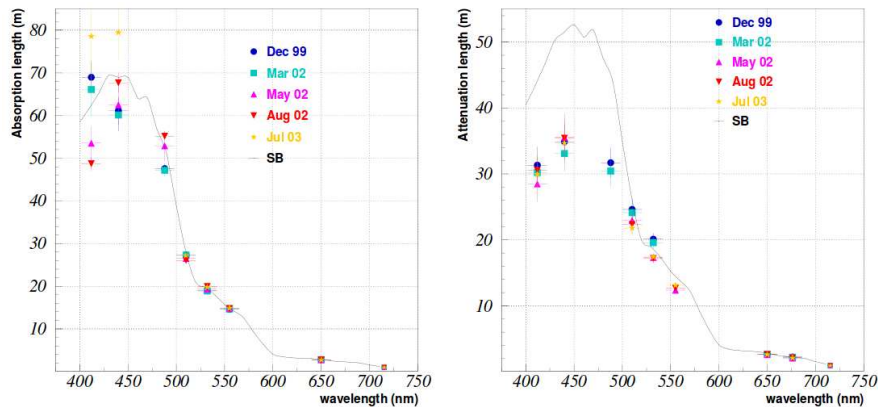 Absorption length (m)
80
70
60
50
40
30
20
10
Dec 99
Mar 02
May 02
Aug 02
Jul 03
SB
400 450 500 550 600 650 700 750
wavelength (nm)
Attenuation length (m)
50
40
30
20
10
Dec 99
Mar 02
May 02
Aug 02
Jul 03
SB
400 450 500 550 600 650 700 750
wavelength (nm)